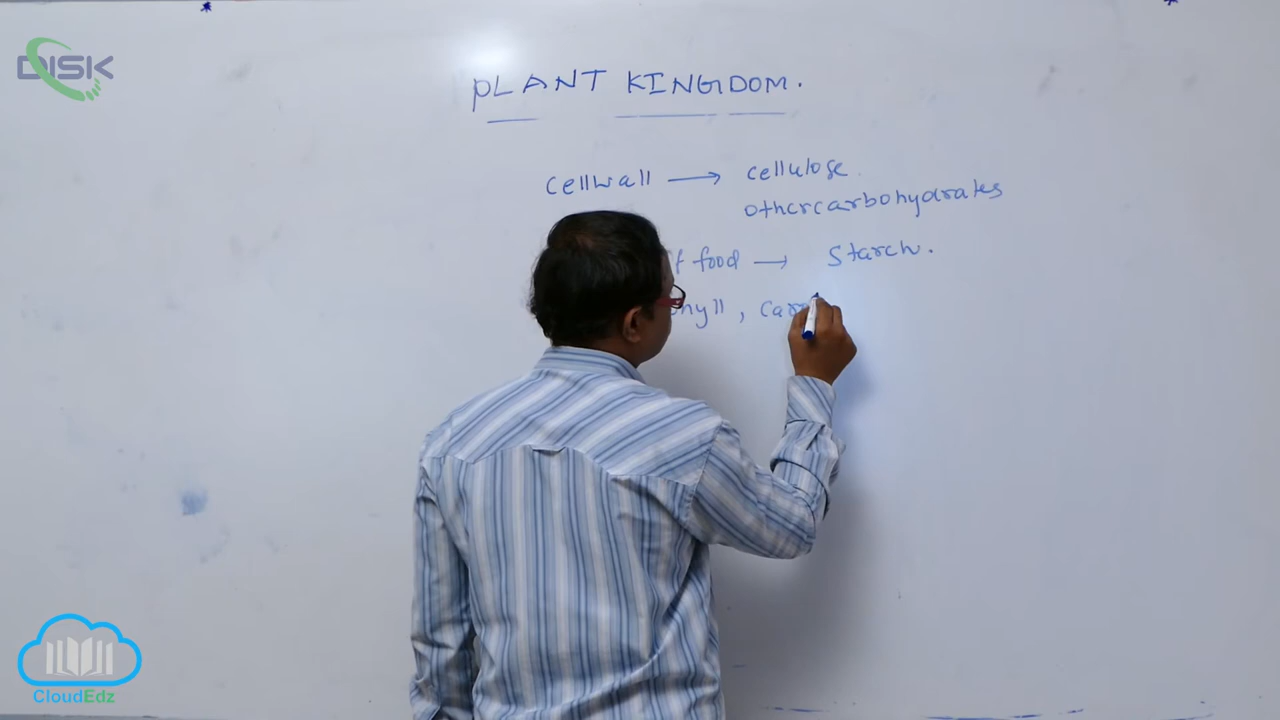 DISK
PLANT KINGDOM.
cellwall → cellulose.
othercarbohydrates
food → Starch.
hyll, Car
CloudEdz